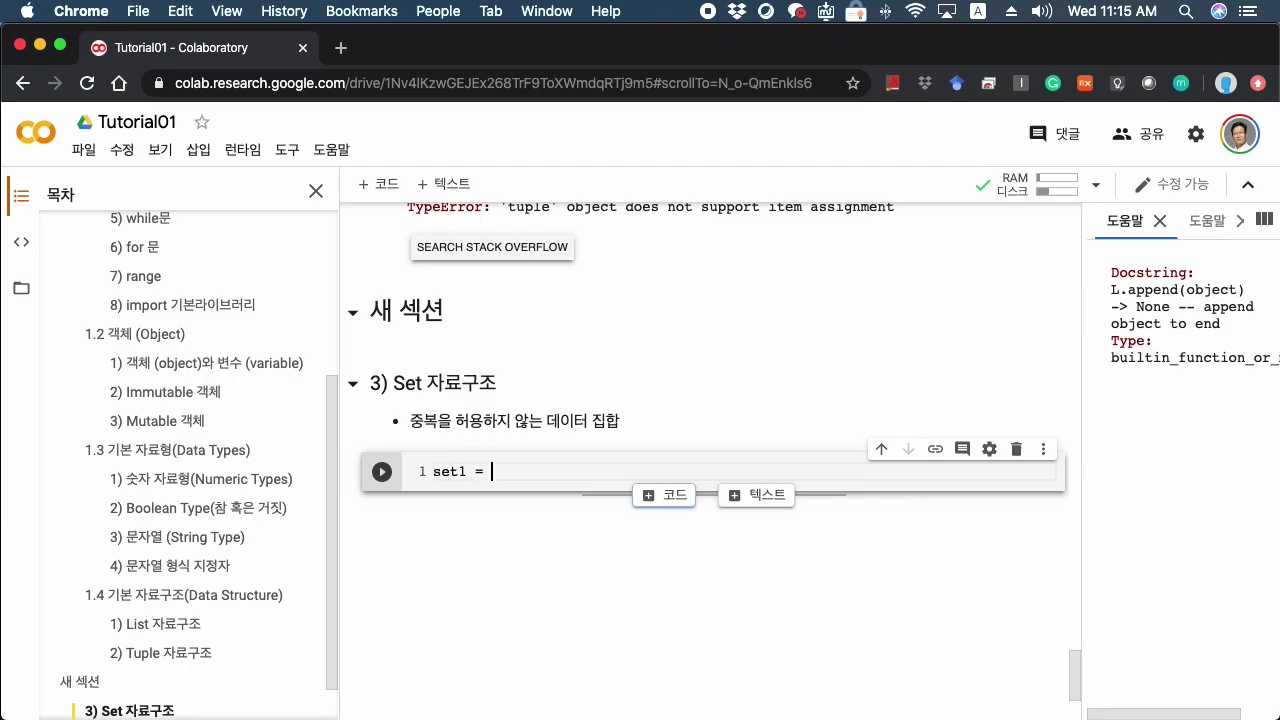 Chrome File Edit View History Bookmarks People Tab Window Help
A
Wed 11:15 AM
Tutorial01 - Colaboratory
colab.research.google.com/drive/1Nv4lKzwGEJEx268TrF9ToXWmdqRTj9m5#scrollTo=N_o-QmEnkIs6
Tutorial01
파일 수정 보기 삽입 런타임 도구 도움말
댓글
공유
목차
5) while문
6) for 문
7) range
8) import 기본라이브러리
1.2 객체 (Object)
1) 객체 (object)와 변수 (variable)
2) Immutable 객체
3) Mutable 객체
1.3 기본 자료형(Data Types)
1) 숫자 자료형(Numeric Types)
2) Boolean Type(참 혹은 거짓)
3) 문자열 (String Type)
4) 문자열 형식 지정자
1.4 기본 자료구조(Data Structure)
1) List 자료구조
2) Tuple 자료구조
새 섹션
3) Set 자료구조
+ 코드 + 텍스트
RAM
디스크
수정 가능
TypeError: 'tuple' object does not support item assignment
SEARCH STACK OVERFLOW
새 섹션
3) Set 자료구조
• 중복을 허용하지 않는 데이터 집합
1 set1 =
코드
텍스트
도움말
도움말
Docstring:
L.append(object)
-> None -- append
object to end
Type:
builtin_function_or_